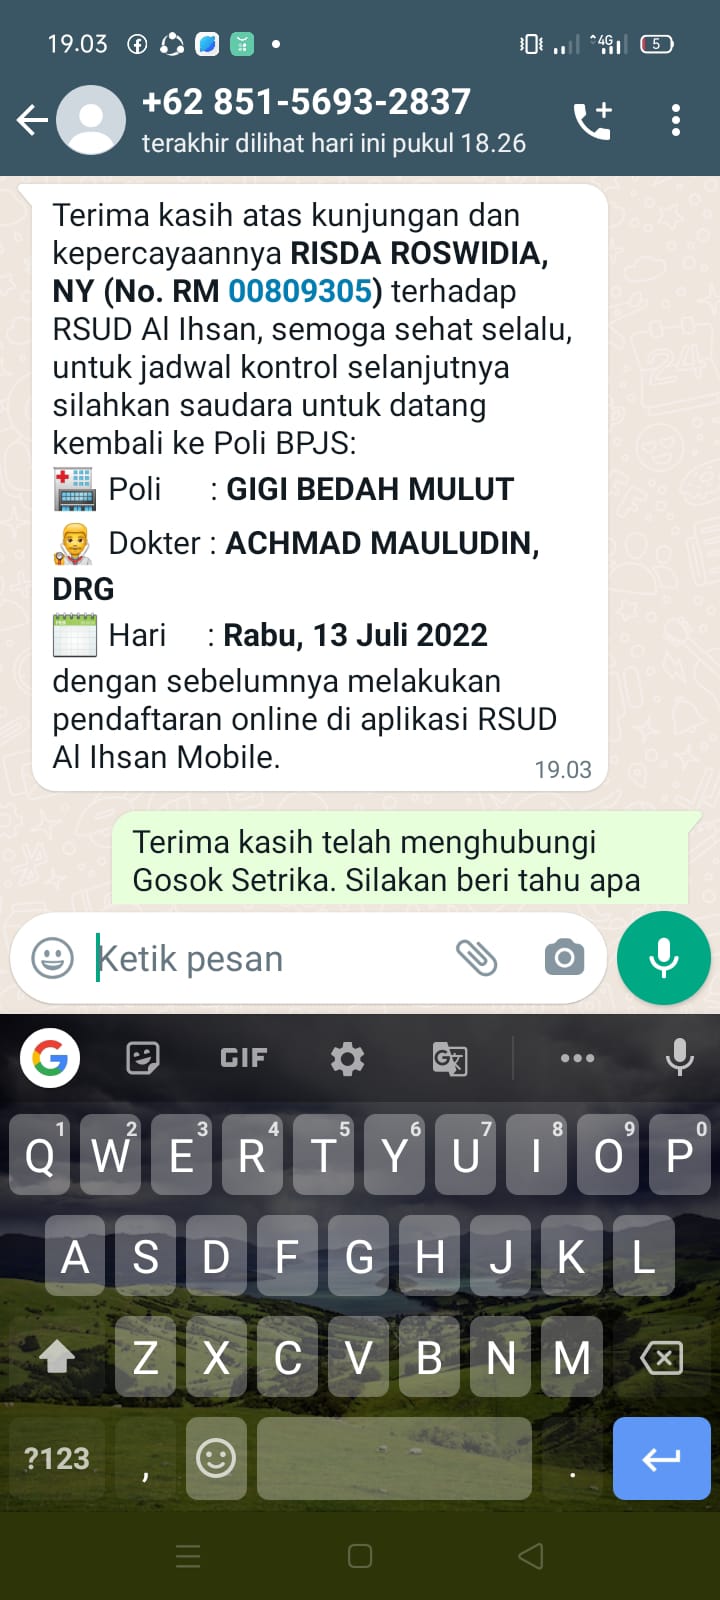 19.03
4G
5
+62 851-5693-2837
terakhir dilihat hari ini pukul 18.26
Terima kasih atas kunjungan dan
kepercayaannya RISDA ROSWIDIA,
NY (No. RM 00809305) terhadap
RSUD Al Ihsan, semoga sehat selalu,
untuk jadwal kontrol selanjutnya
silahkan saudara untuk datang
kembali ke Poli BPJS:
Poli : GIGI BEDAH MULUT
Dokter : ACHMAD MAULUDIN,
DRG
Hari : Rabu, 13 Juli 2022
dengan sebelumnya melakukan
pendaftaran online di aplikasi RSUD
Al Ihsan Mobile.
19.03
Terima kasih telah menghubungi
Gosok Setrika. Silakan beri tahu apa
Ketik pesan
G GIF G
1 2 3 4 5 6 7 8 9 0
Q W E R T Y U I O P
A S D F G H J K L
Z X C V B N M
?123 , .